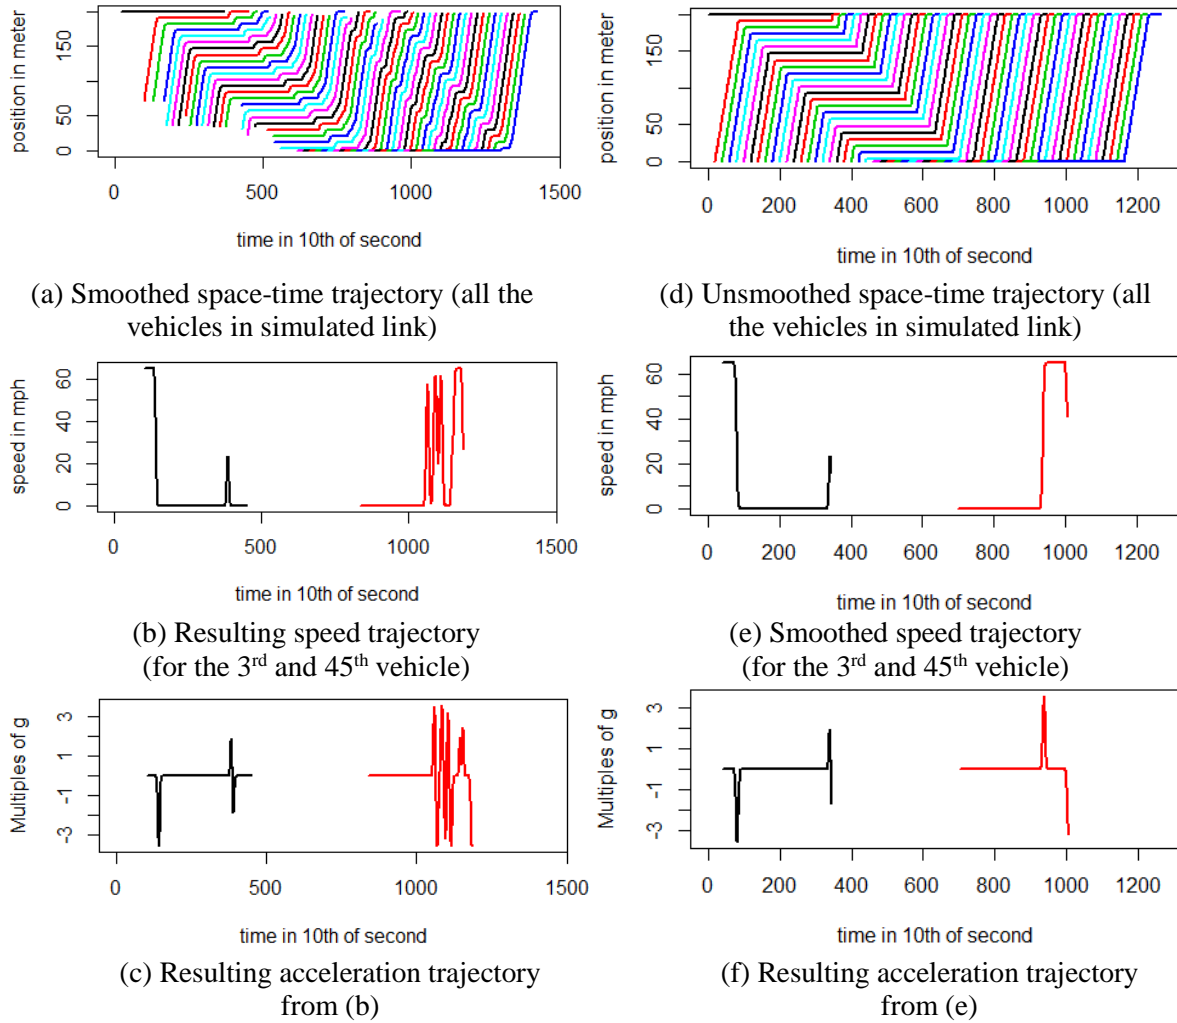 position in meter
150
50
0
0
500
1000
1500
time in 10th of second
(a) Smoothed space-time trajectory (all the
vehicles in simulated link)
position in meter
150
50
0
0
200
400
600
800
1000
1200
time in 10th of second
(d) Unsmoothed space-time trajectory (all
the vehicles in simulated link)
speed in mph
60
40
20
0
0
500
1000
1500
time in 10th of second
(b) Resulting speed trajectory
(for the 3rd and 45th vehicle)
speed in mph
60
40
20
0
0
200
400
600
800
1000
1200
time in 10th of second
(e) Smoothed speed trajectory
(for the 3rd and 45th vehicle)
Multiples of g
3
1
-1
-3
0
500
1000
1500
time in 10th of second
(c) Resulting acceleration trajectory
from (b)
Multiples of g
3
1
-1
-3
0
200
400
600
800
1000
1200
time in 10th of second
(f) Resulting acceleration trajectory
from (e)